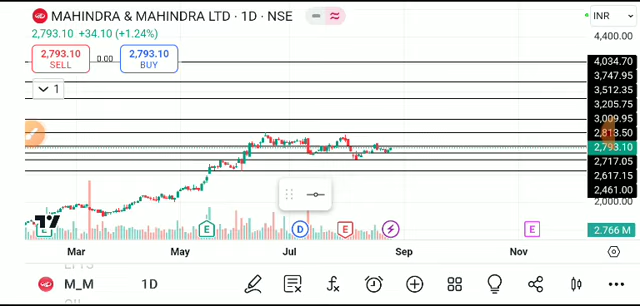 MAHINDRA & MAHINDRA LTD · 1D · NSE
INR
2,793.10 +34.10 (+1.24%)
4,400.00
2,793.10
SELL
0.00
2,793.10
BUY
4,034.70
3,747.95
3,512.35
3,205.75
3,009.95
2,813.50
2,793.10
2,717.05
2,617.15
2,461.00
2,000.00
2.766 M
1
E
E
D
E
E
Mar
May
Jul
Sep
Nov
M_M
1D